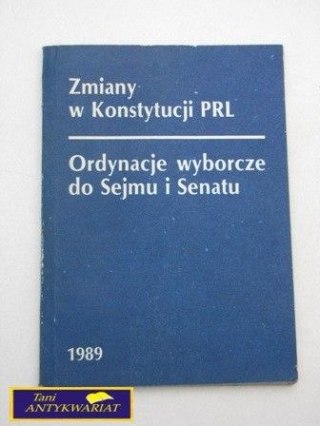 Zmiany
w Konstytucji PRL
Ordynacje wyborcze
do Sejmu i Senatu
1989
Tani
ANTYKWARIAT